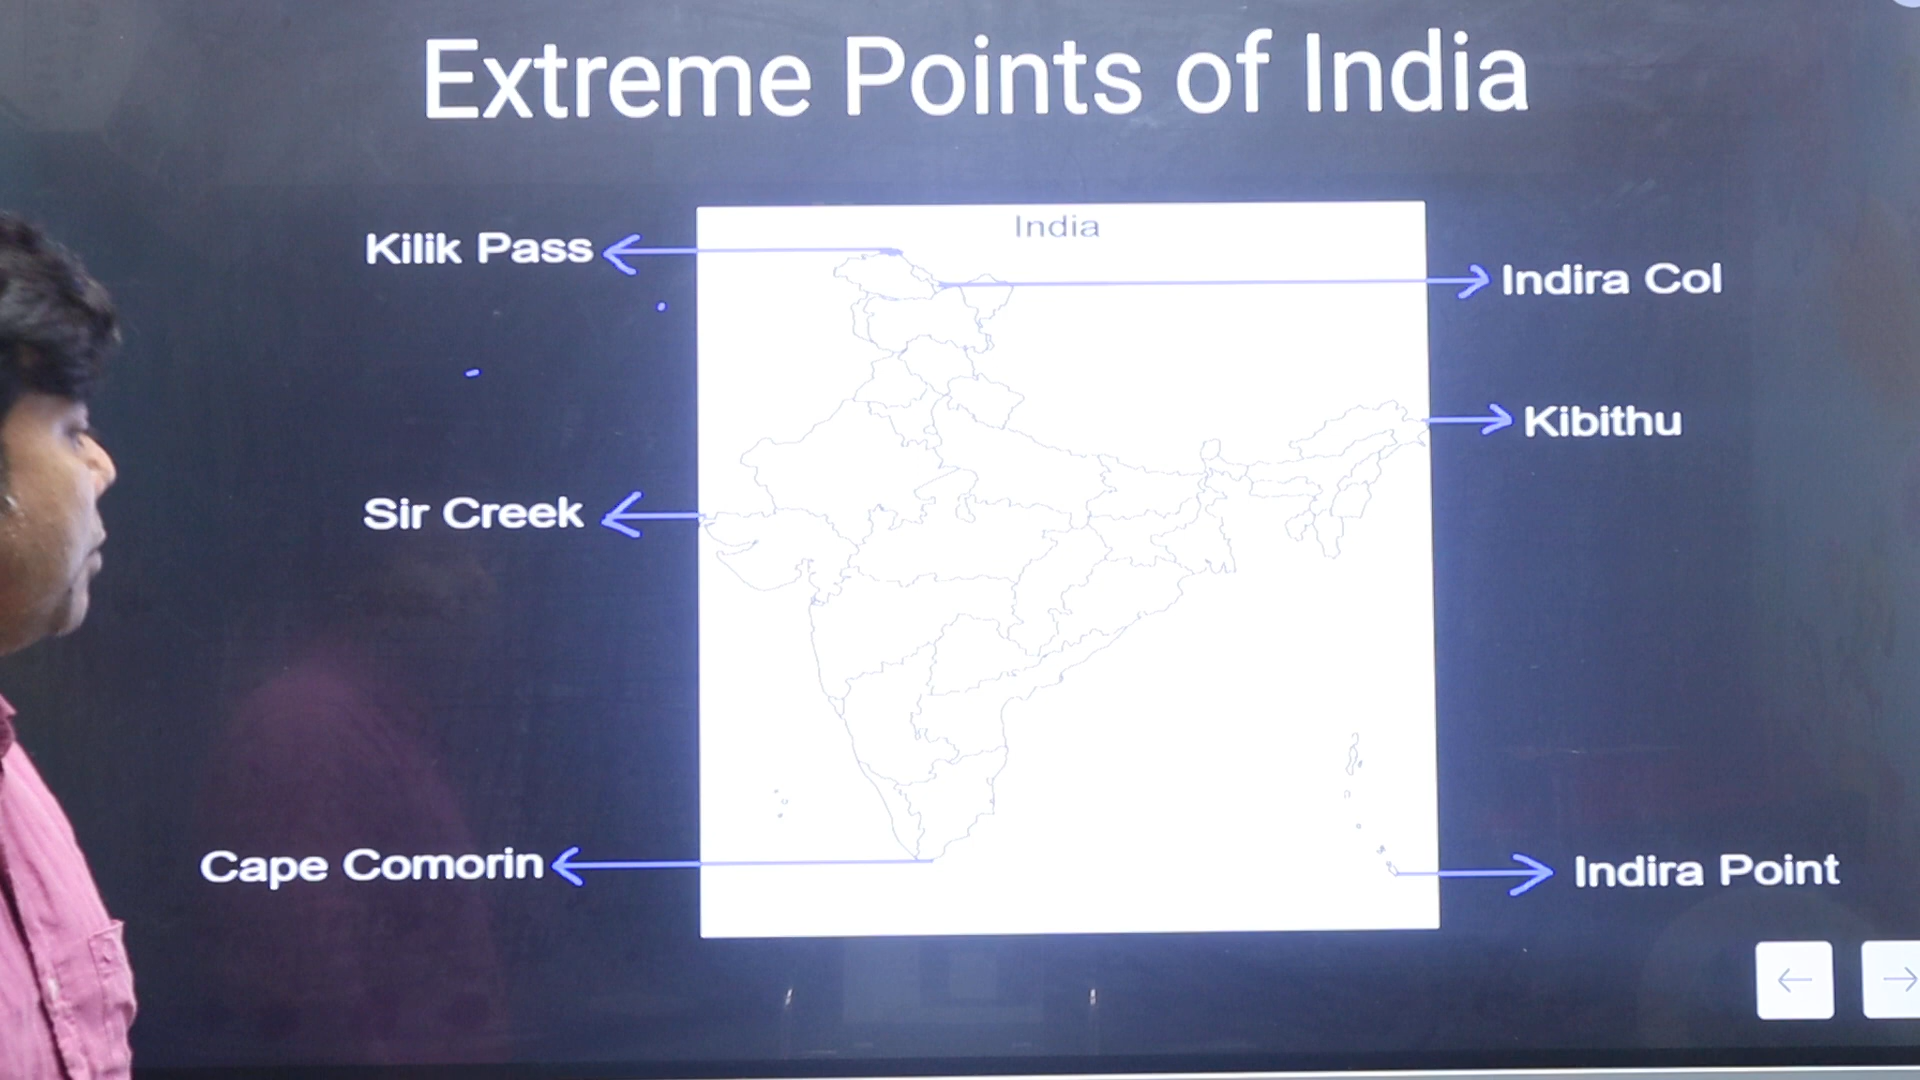 Extreme Points of India
India
Kilik Pass
Indira Col
Kibithu
Sir Creek
Cape Comorin
Indira Point